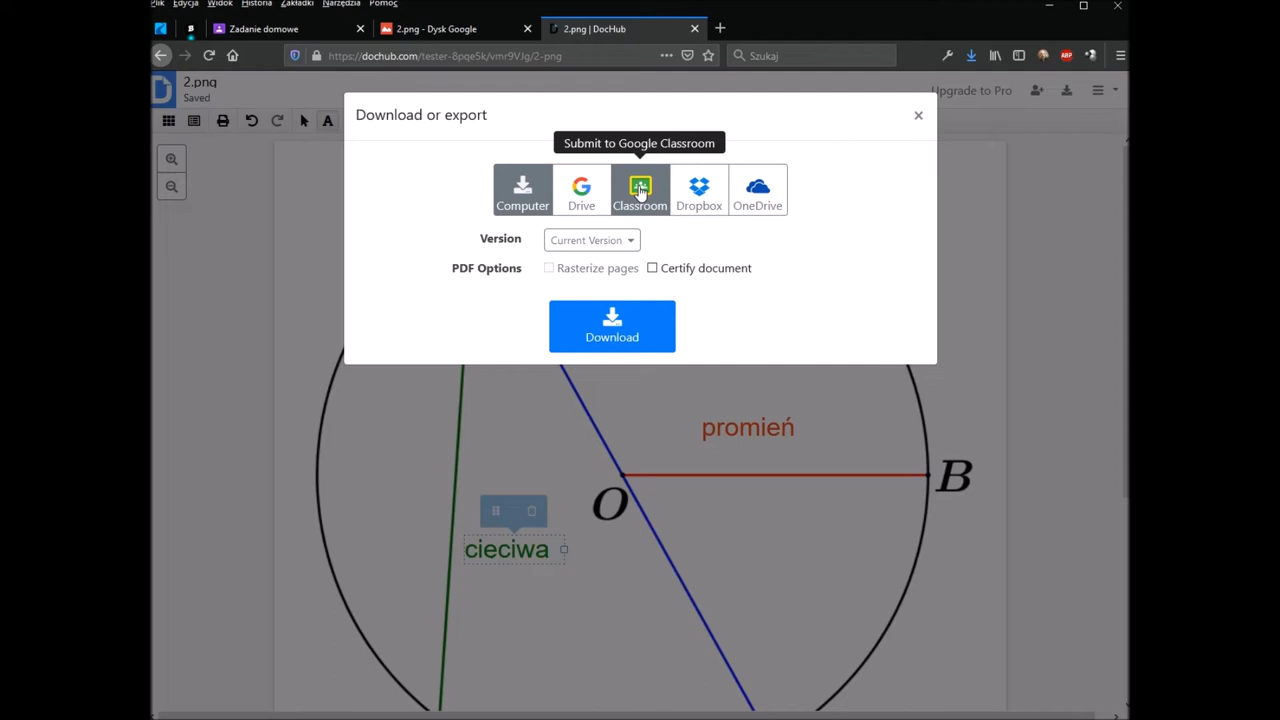 Plik Edycja Widok Historia Zakładki Narzędzia Pomoc
Zadanie domowe
2.png - Dysk Google
2.png | DocHub
https://dochub.com/tester-8pqe5k/vmr9VJg/2-png
Szukaj
ABP
2.png
Saved
Upgrade to Pro
A
Download or export
Submit to Google Classroom
Computer Drive Classroom Dropbox OneDrive
Version Current Version
PDF Options Rasterize pages Certify document
Download
promień
O
B
cięciwa